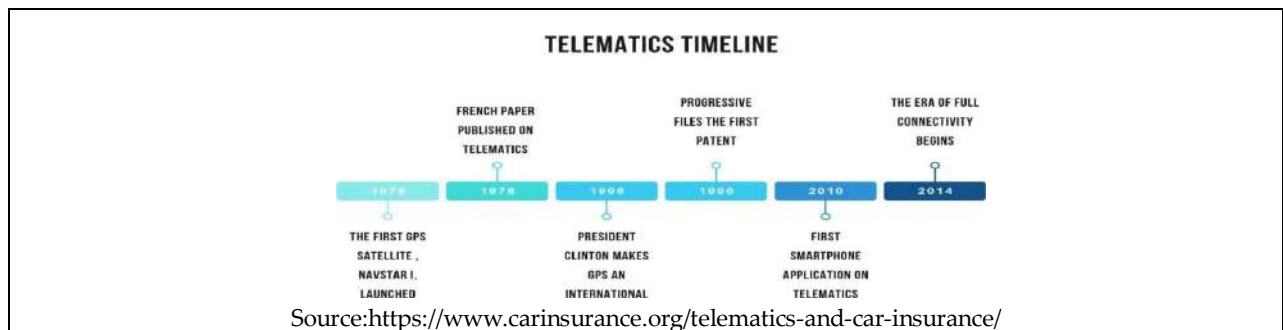 TELEMATICS TIMELINE
FRENCH PAPER
PUBLISHED ON
TELEMATICS
PROGRESSIVE
FILES THE FIRST
PATENT
THE ERA OF FULL
CONNECTIVITY
BEGINS
2010 2014
THE FIRST GPS
SATELLITE ,
NAVSTAR I,
LAUNCHED
PRESIDENT
CLINTON MAKES
GPS AN
INTERNATIONAL
FIRST
SMARTPHONE
APPLICATION ON
TELEMATICS
Source:https://www.carinsurance.org/telematics-and-car-insurance/